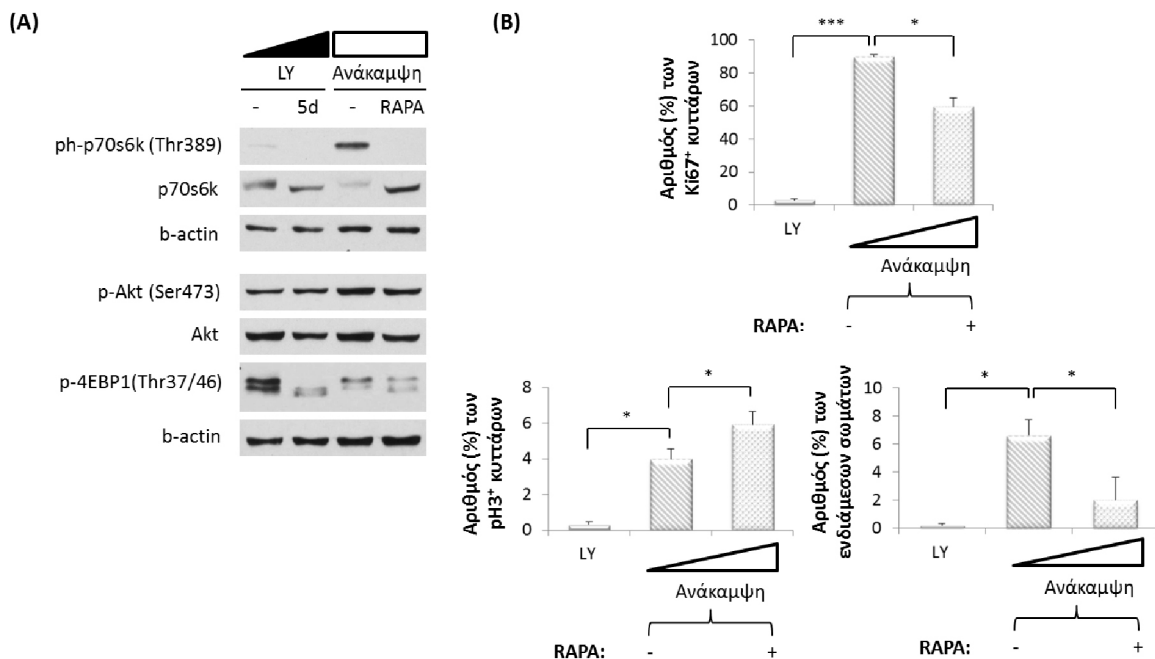 (A)
LY Ανάκαμψη
- 5d - RAPA
ph-p70s6k (Thr389)
p70s6k
b-actin
p-Akt (Ser473)
Akt
p-4EBP1(Thr37/46)
b-actin
(B)
*** *
Αριθμός (%) των
Ki67⁺ κυττάρων
100
80
60
40
20
0
LY
Ανάκαμψη
RAPA: - +
* *
Αριθμός (%) των
pH3⁺ κυττάρων
8
6
4
2
0
LY
Ανάκαμψη
RAPA: - +
* *
Αριθμός (%) των
ενδιάμεσων σωμάτων
10
8
6
4
2
0
LY
Ανάκαμψη
RAPA: - +